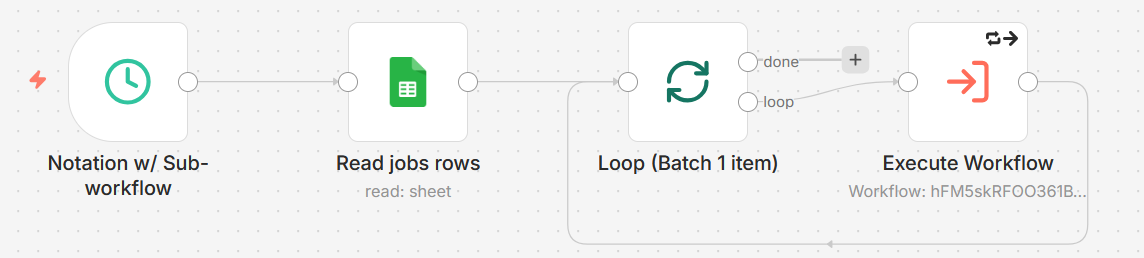 Notation w/ Sub-
workflow
Read jobs rows
read: sheet
done
+
loop
Loop (Batch 1 item)
Execute Workflow
Workflow: hFM5skRFOO361B...